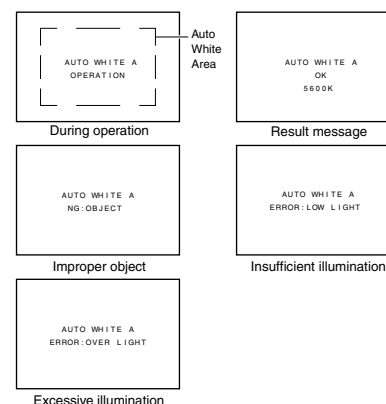 AUTO WHITE A
OPERATION
Auto
White
Area
During operation
AUTO WHITE A
OK
5600K
Result message
AUTO WHITE A
NG:OBJECT
Improper object
AUTO WHITE A
ERROR:LOW LIGHT
Insufficient illumination
AUTO WHITE A
ERROR:OVER LIGHT
Excessive illumination